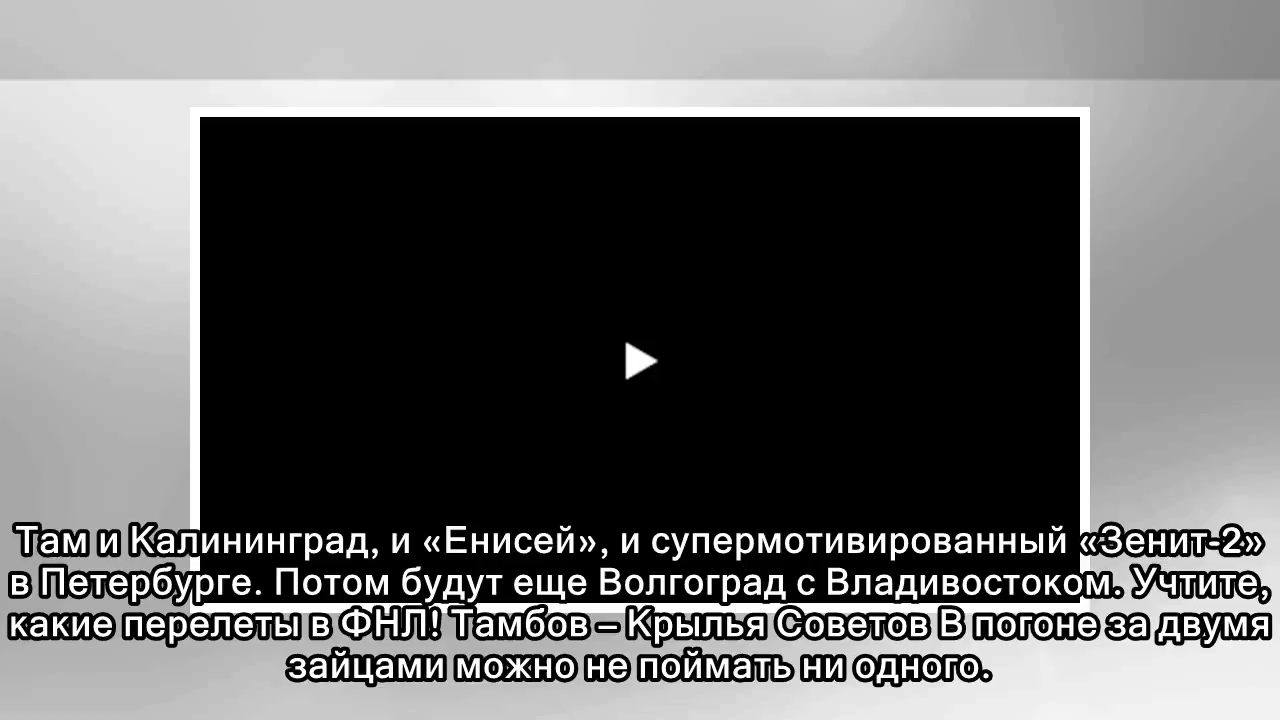 Там и Калининград, и «Енисей», и супермотивированный «Зенит-2»
в Петербурге. Потом будут еще Волгоград с Владивостоком. Учтите,
какие перелеты в ФНЛ! Тамбов – Крылья Советов В погоне за двумя
зайцами можно не поймать ни одного.